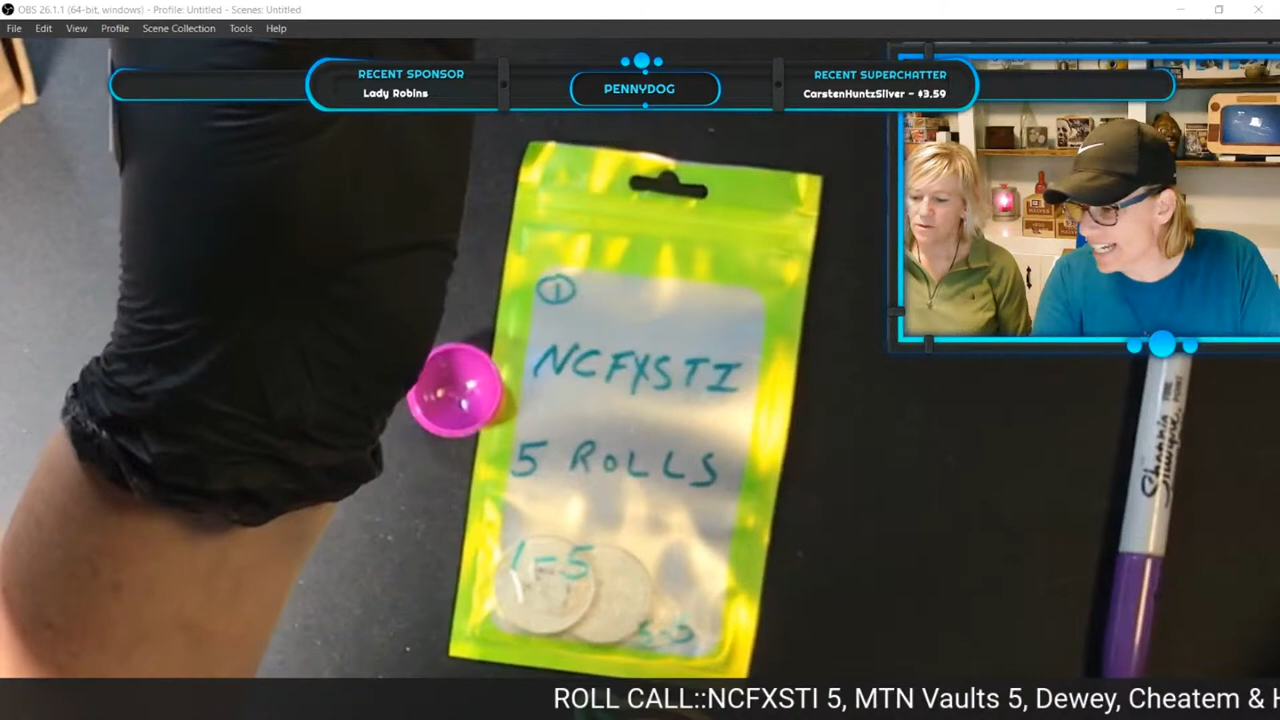 OBS 26.1.1 (64-bit, windows) - Profile: Untitled - Scenes: Untitled
File Edit View Profile Scene Collection Tools Help
RECENT SPONSOR
Lady Robins
PENNYDOG
RECENT SUPERCHATTER
CarstenHuntzSilver - $3.59
1
NCFXSTI
5 ROLLS
1-5
Sharpie
FINE POINT
ROLL CALL::NCFXSTI 5, MTN Vaults 5, Dewey, Cheatem & H